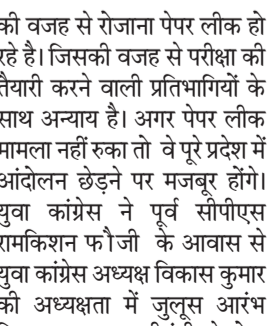 की वजह से रोजाना पेपर लीक हो
रहे है। जिसकी वजह से परीक्षा की
तैयारी करने वाली प्रतिभागियों के
साथ अन्याय है। अगर पेपर लीक
मामला नहीं रुका तो वे पूरे प्रदेश में
आंदोलन छेड़ने पर मजबूर होंगे।
युवा कांग्रेस ने पूर्व सीपीएस
रामकिशन फौजी के आवास से
युवा कांग्रेस अध्यक्ष विकास कुमार
की अध्यक्षता में जुलूस आरंभ